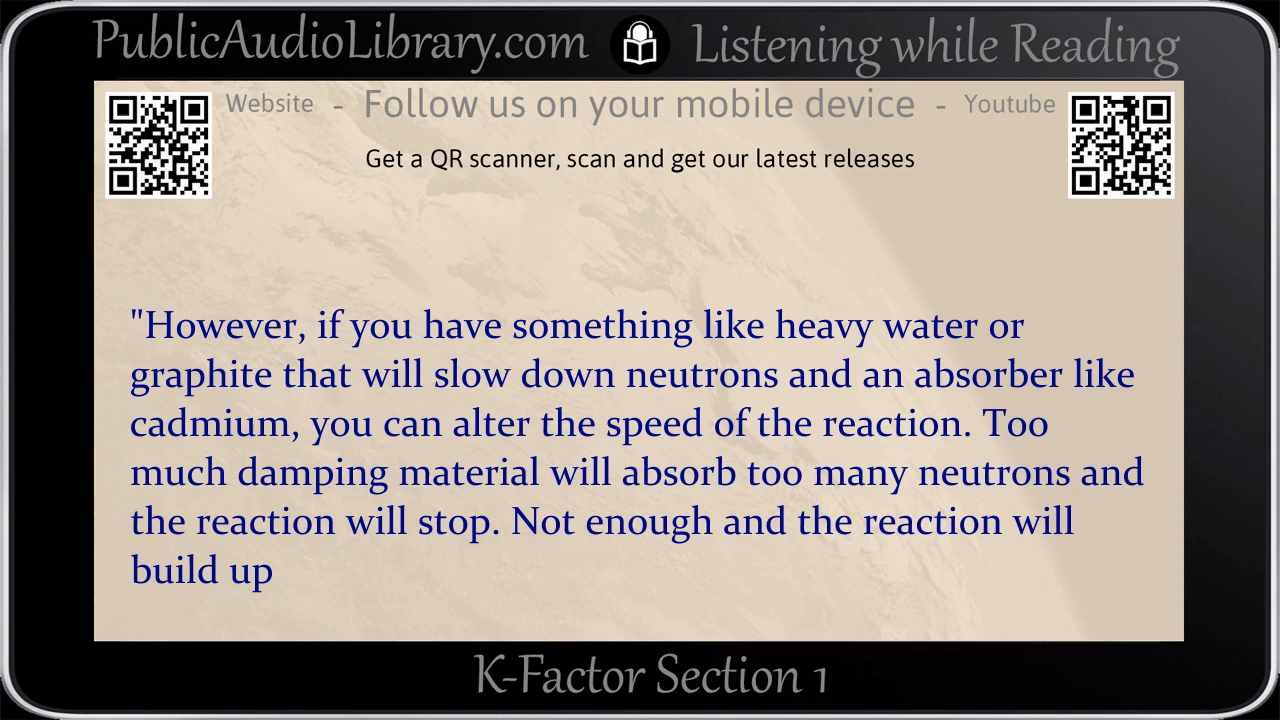 PublicAudioLibrary.com Listening while Reading
Website - Follow us on your mobile device - Youtube
Get a QR scanner, scan and get our latest releases
"However, if you have something like heavy water or
graphite that will slow down neutrons and an absorber like
cadmium, you can alter the speed of the reaction. Too
much damping material will absorb too many neutrons and
the reaction will stop. Not enough and the reaction will
build up
K-Factor Section 1